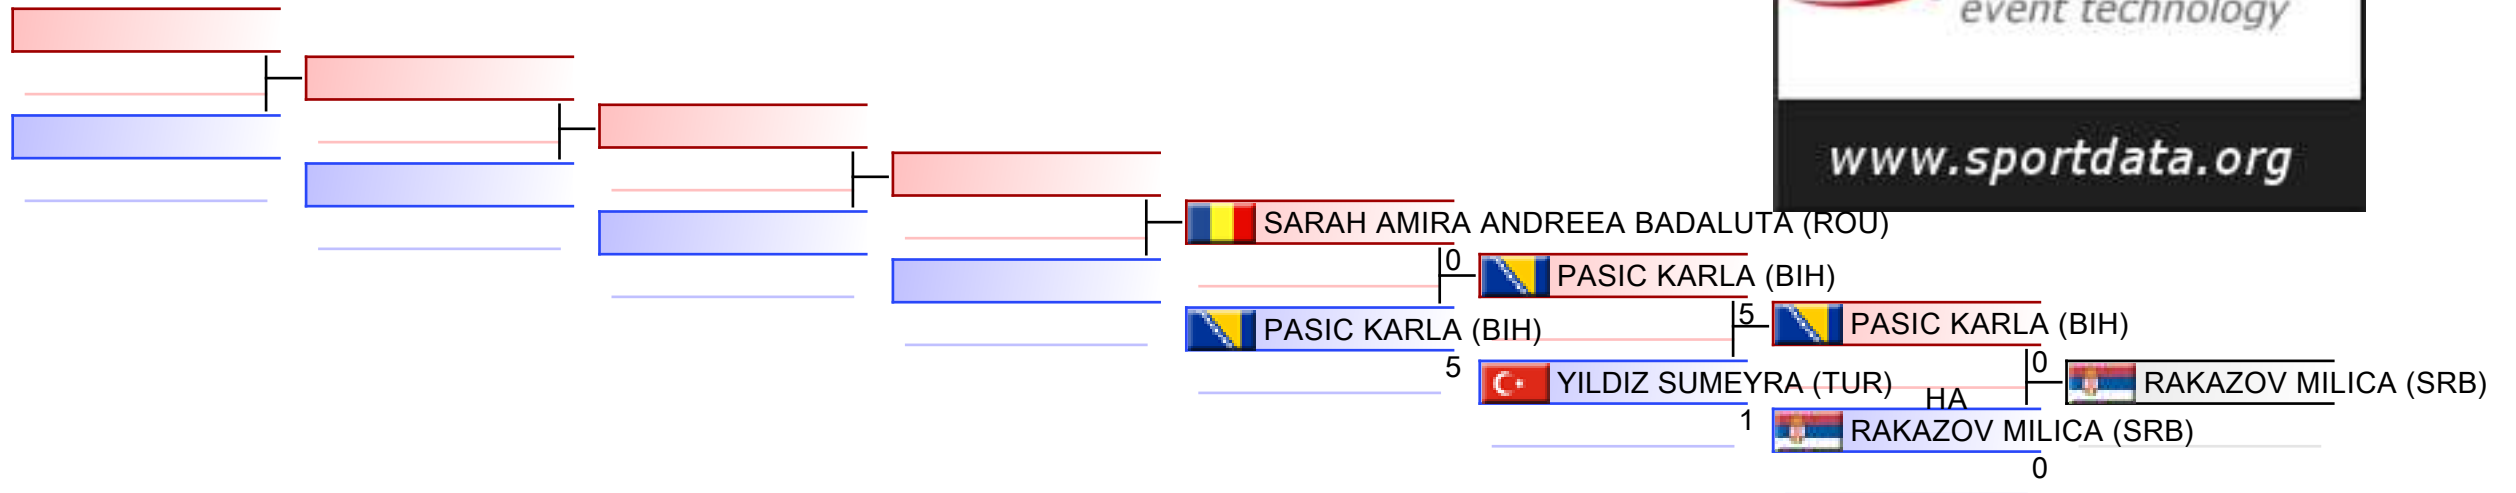 event technology
www.sportdata.org
SARAH AMIRA ANDREEA BADALUTA (ROU)
0
PASIC KARLA (BIH)
5
PASIC KARLA (BIH)
5
PASIC KARLA (BIH)
0
YILDIZ SUMEYRA (TUR)
1
HA
RAKAZOV MILICA (SRB)
RAKAZOV MILICA (SRB)
0